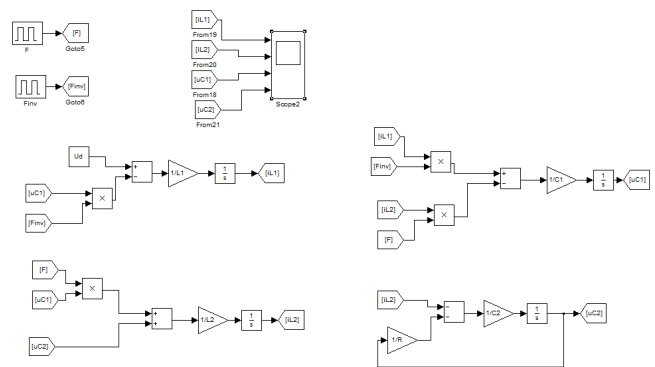 [F]
F
Goto5
[Finv]
Finv
Goto6
[iL1]
From19
[iL2]
From20
[uC1]
From18
[uC2]
From21
Scope2
Ud
+
−
1/L1
1
s
[iL1]
[uC1]
×
[Finv]
[iL1]
[Finv]
×
+
−
1/C1
1
s
[uC1]
[iL2]
×
[F]
[F]
[uC1]
×
+
+
1/L2
1
s
[iL2]
[uC2]
[iL2]
−
−
1/C2
1
s
[uC2]
1/R